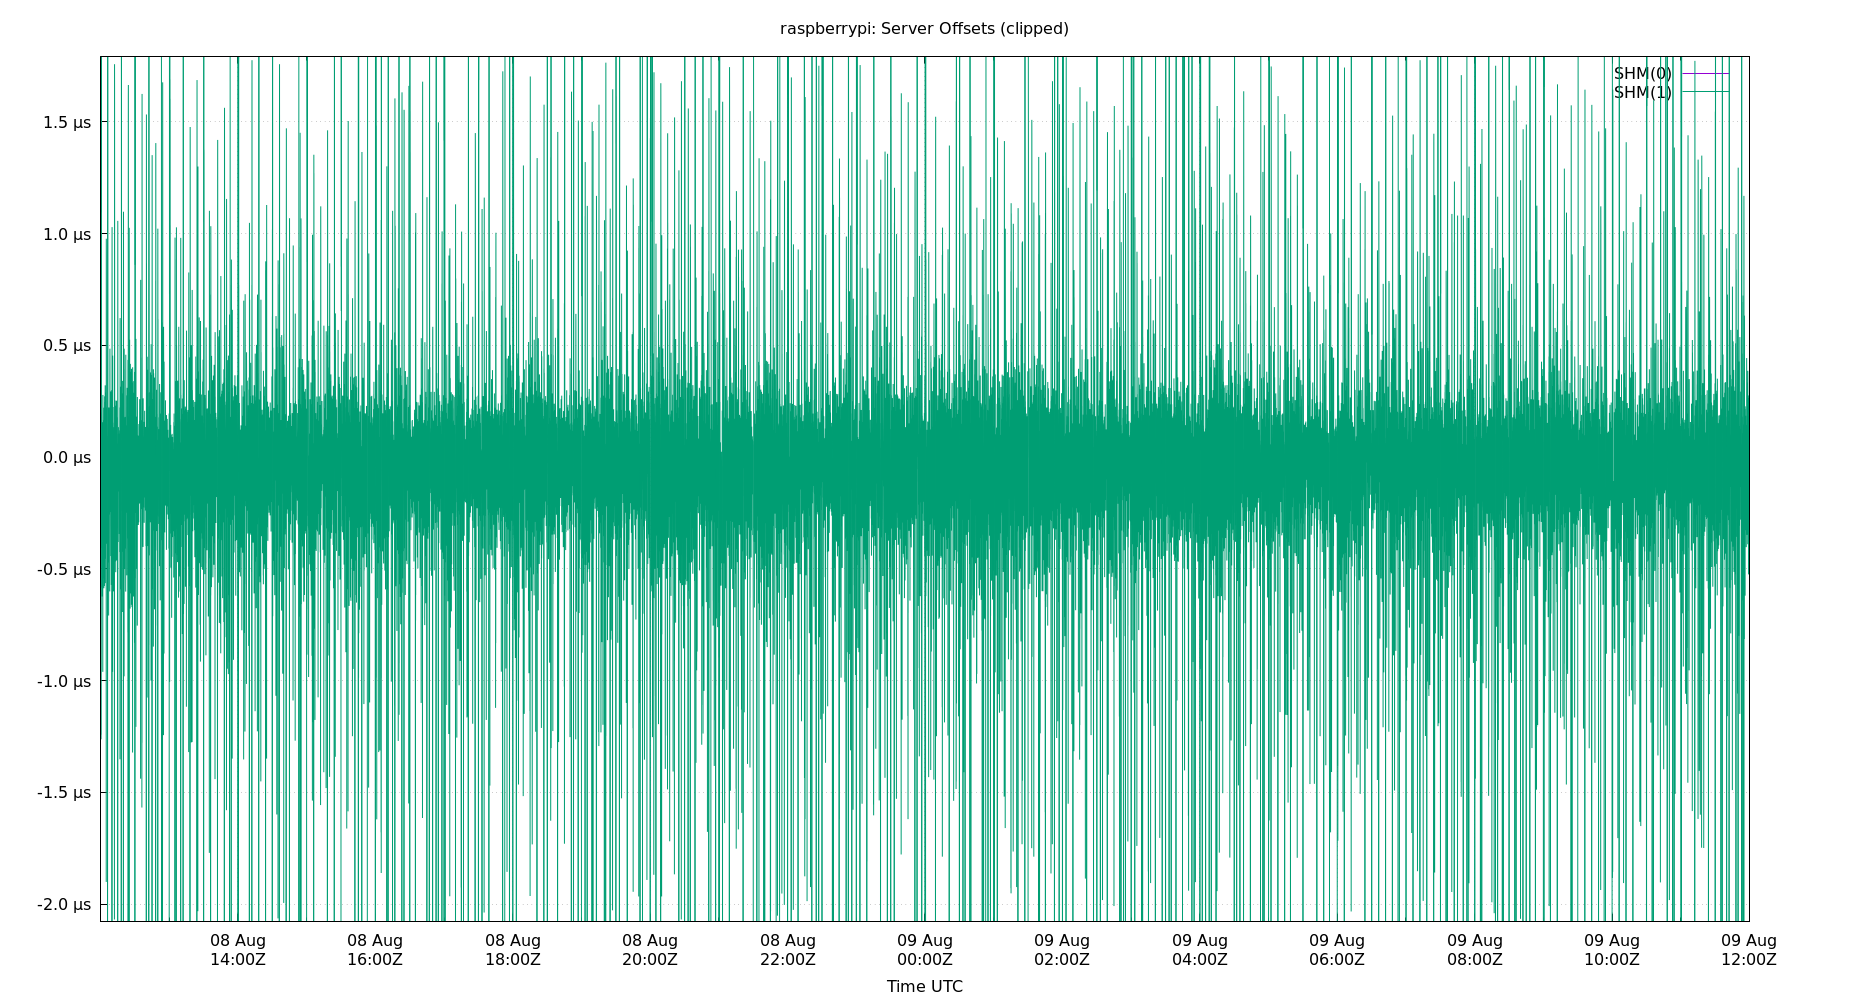 raspberrypi: Server Offsets (clipped)
SHM(0)
SHM(1)
1.5 µs
1.0 µs
0.5 µs
0.0 µs
-0.5 µs
-1.0 µs
-1.5 µs
-2.0 µs
08 Aug 08 Aug 08 Aug 08 Aug 08 Aug 09 Aug 09 Aug 09 Aug 09 Aug 09 Aug 09 Aug 09 Aug
14:00Z 16:00Z 18:00Z 20:00Z 22:00Z 00:00Z 02:00Z 04:00Z 06:00Z 08:00Z 10:00Z 12:00Z
Time UTC